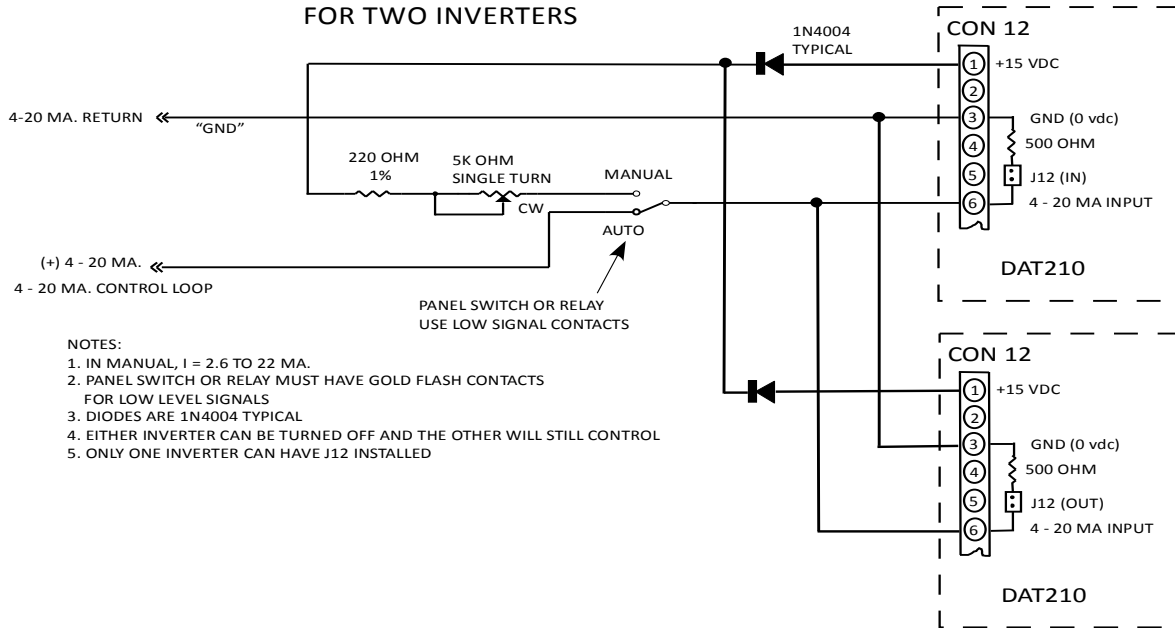 FOR TWO INVERTERS
CON 12
1N4004
TYPICAL
1
+15 VDC
2
4-20 MA. RETURN
"GND"
3
GND (0 vdc)
4
500 OHM
220 OHM
1%
5K OHM
SINGLE TURN
MANUAL
5
J12 (IN)
CW
6
4 - 20 MA INPUT
AUTO
(+) 4 - 20 MA.
4 - 20 MA. CONTROL LOOP
DAT210
PANEL SWITCH OR RELAY
USE LOW SIGNAL CONTACTS
NOTES:
1. IN MANUAL, I = 2.6 TO 22 MA.
2. PANEL SWITCH OR RELAY MUST HAVE GOLD FLASH CONTACTS
FOR LOW LEVEL SIGNALS
3. DIODES ARE 1N4004 TYPICAL
4. EITHER INVERTER CAN BE TURNED OFF AND THE OTHER WILL STILL CONTROL
5. ONLY ONE INVERTER CAN HAVE J12 INSTALLED
CON 12
1
+15 VDC
2
3
GND (0 vdc)
4
500 OHM
5
J12 (OUT)
6
4 - 20 MA INPUT
DAT210